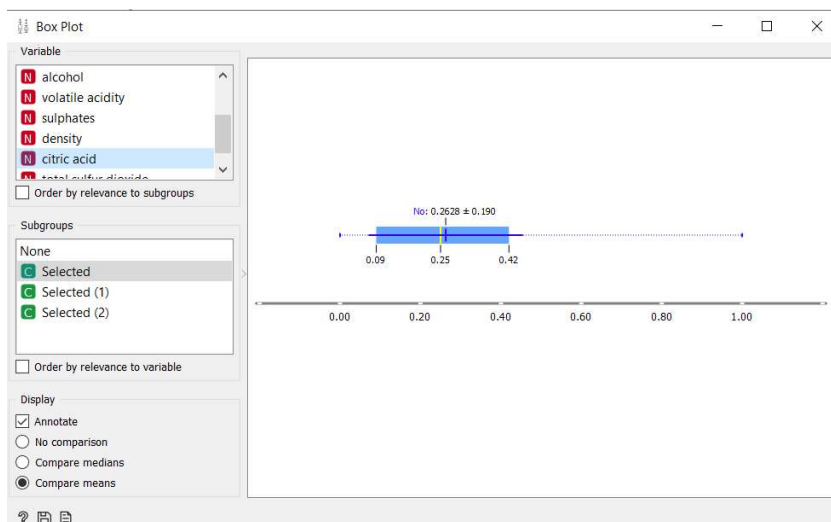 Box Plot
Variable
N alcohol
N volatile acidity
N sulphates
N density
N citric acid
N total sulfur dioxide
Order by relevance to subgroups
Subgroups
None
C Selected
C Selected (1)
C Selected (2)
Order by relevance to variable
Display
Annotate
No comparison
Compare medians
Compare means
?
No: 0.2628 ± 0.190
0.09 0.25 0.42
0.00 0.20 0.40 0.60 0.80 1.00